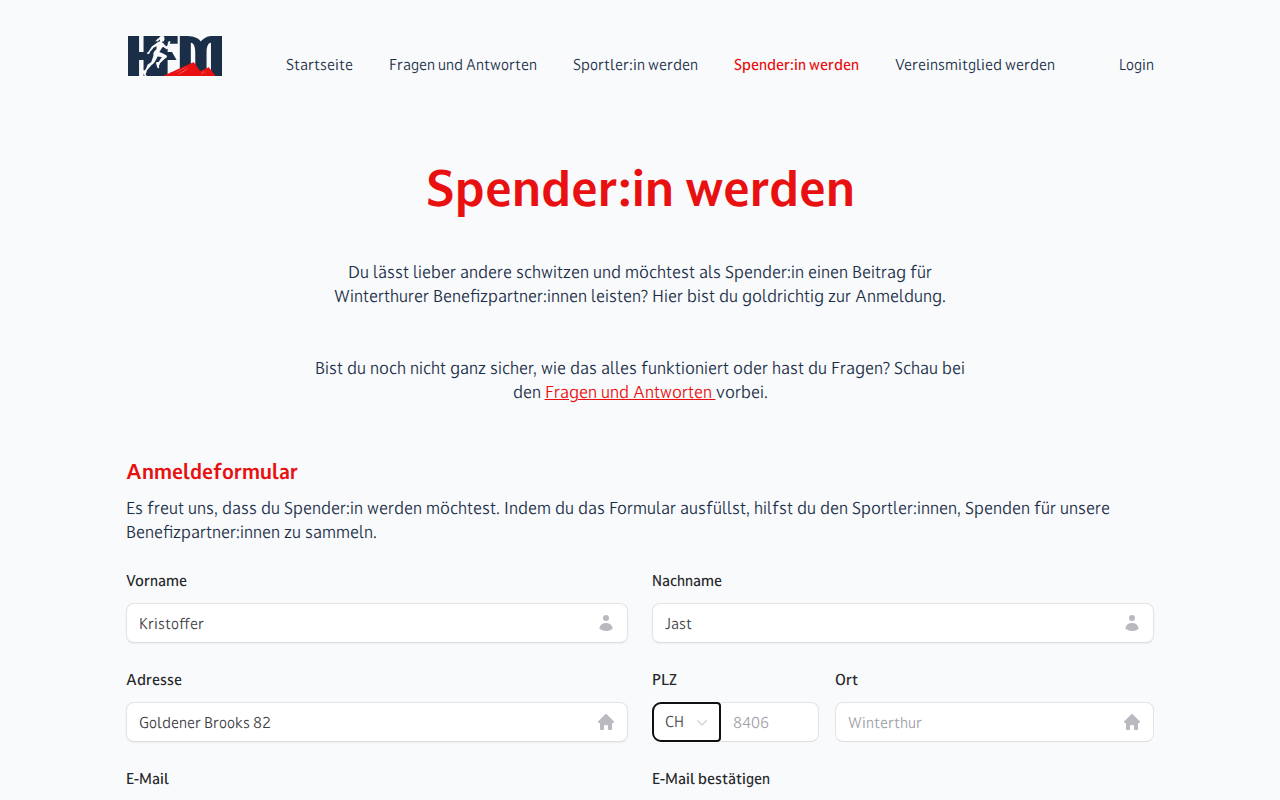 HFM
Startseite
Fragen und Antworten
Sportler:in werden
Spender:in werden
Vereinsmitglied werden
Login
Spender:in werden
Du lässt lieber andere schwitzen und möchtest als Spender:in einen Beitrag für
Winterthurer Benefizpartner:innen leisten? Hier bist du goldrichtig zur Anmeldung.
Bist du noch nicht ganz sicher, wie das alles funktioniert oder hast du Fragen? Schau bei
den Fragen und Antworten vorbei.
Anmeldeformular
Es freut uns, dass du Spender:in werden möchtest. Indem du das Formular ausfüllst, hilfst du den Sportler:innen, Spenden für unsere
Benefizpartner:innen zu sammeln.
Vorname
Nachname
Kristoffer
Jast
Adresse
PLZ
Ort
Goldener Brooks 82
CH
8406
Winterthur
E-Mail
E-Mail bestätigen